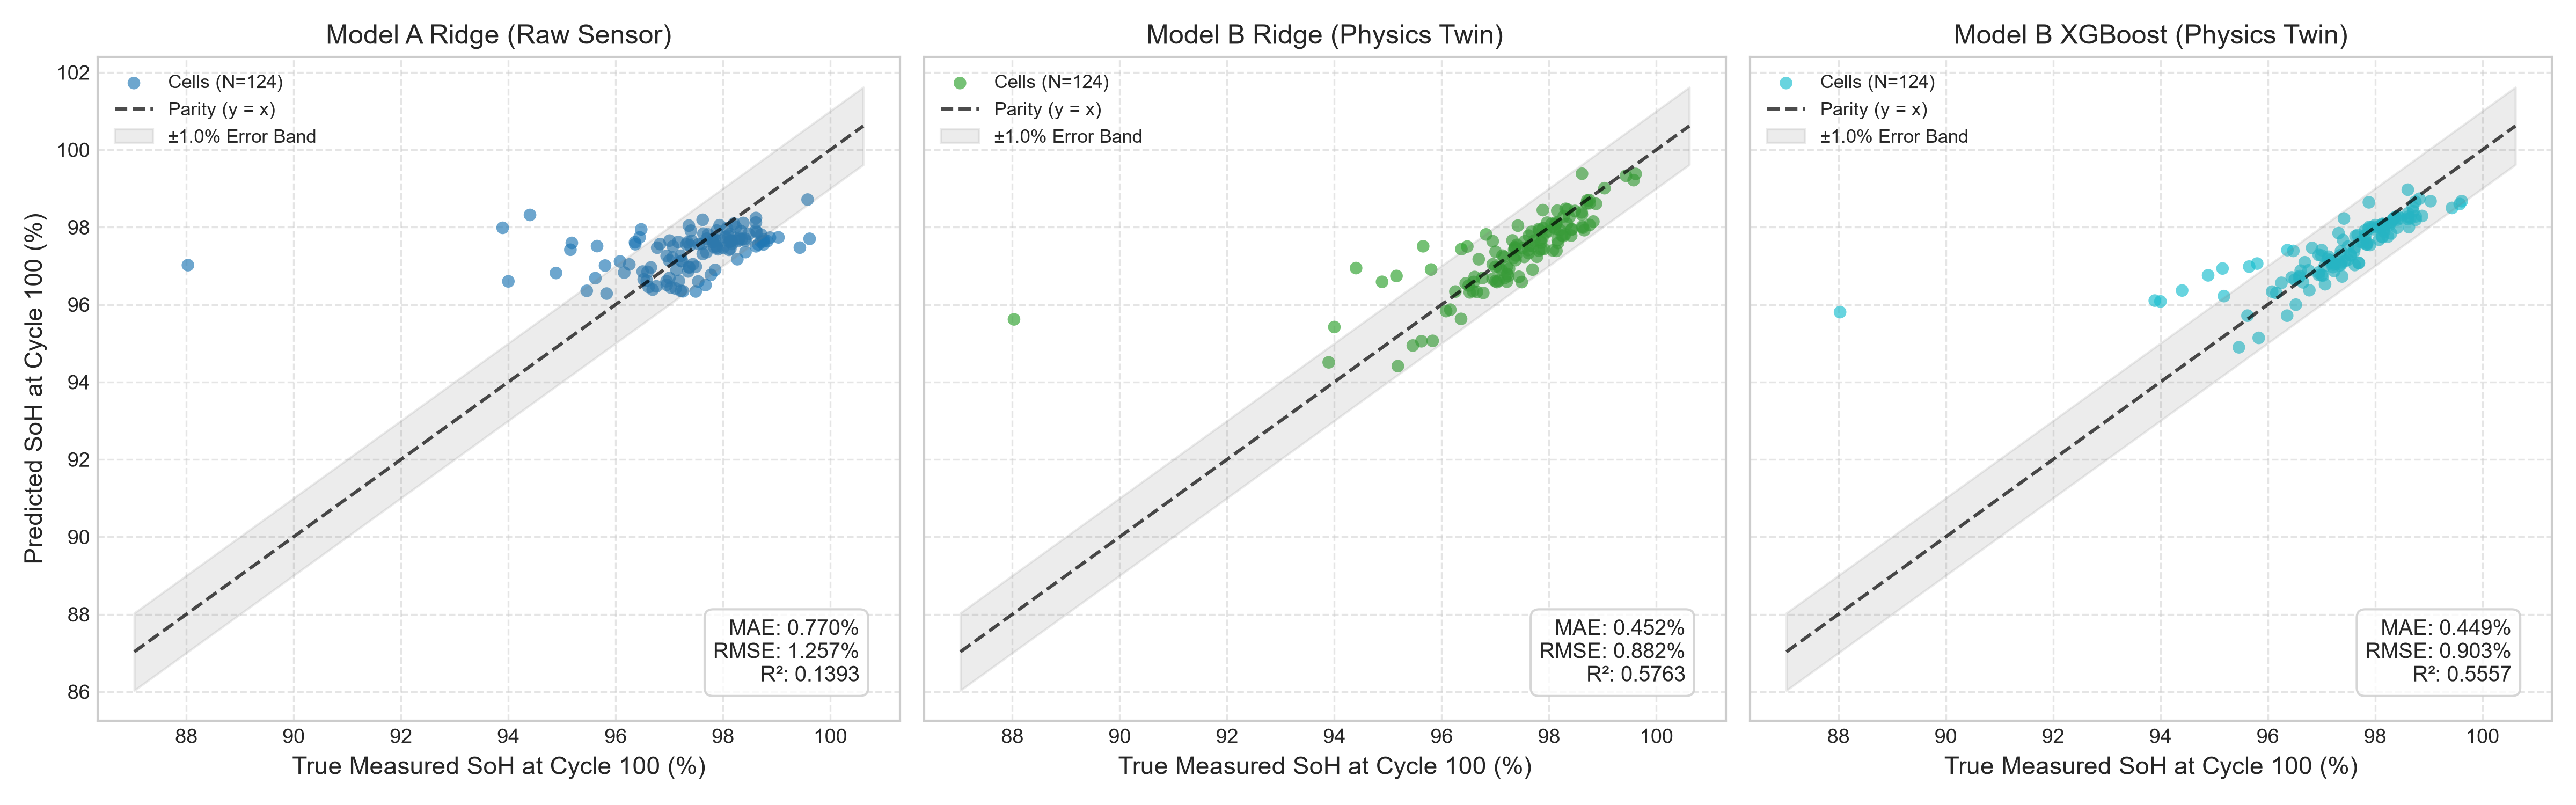 Model A Ridge (Raw Sensor)
Cells (N=124)
Parity (y = x)
±1.0% Error Band
Predicted SoH at Cycle 100 (%)
102
100
98
96
94
92
90
88
86
MAE: 0.770%
RMSE: 1.257%
R²: 0.1393
88 90 92 94 96 98 100
True Measured SoH at Cycle 100 (%)
Model B Ridge (Physics Twin)
Cells (N=124)
Parity (y = x)
±1.0% Error Band
MAE: 0.452%
RMSE: 0.882%
R²: 0.5763
88 90 92 94 96 98 100
True Measured SoH at Cycle 100 (%)
Model B XGBoost (Physics Twin)
Cells (N=124)
Parity (y = x)
±1.0% Error Band
MAE: 0.449%
RMSE: 0.903%
R²: 0.5557
88 90 92 94 96 98 100
True Measured SoH at Cycle 100 (%)